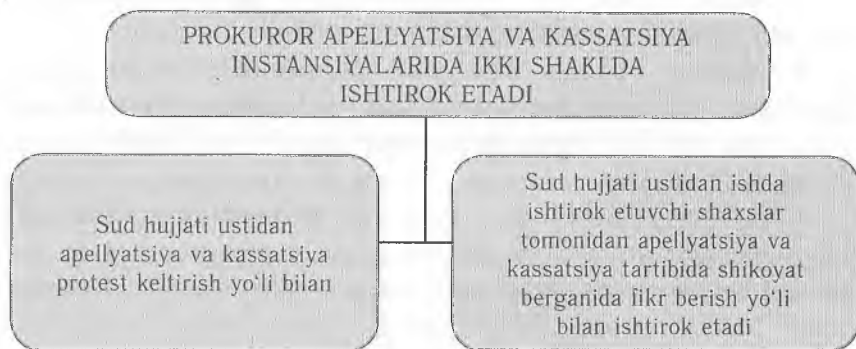 PROKUROR APELLYATSIYA VA KASSATSIYA
INSTANSIYALARIDA IKKI SHAKLDA
ISHTIROK ETADI
Sud hujjati ustidan
apellyatsiya va kassatsiya
protest keltirish yo‘li bilan
Sud hujjati ustidan ishda
ishtirok etuvchi shaxslar
tomonidan apellyatsiya va
kassatsiya tartibida shikoyat
berganida fikr berish yo‘li
bilan ishtirok etadi